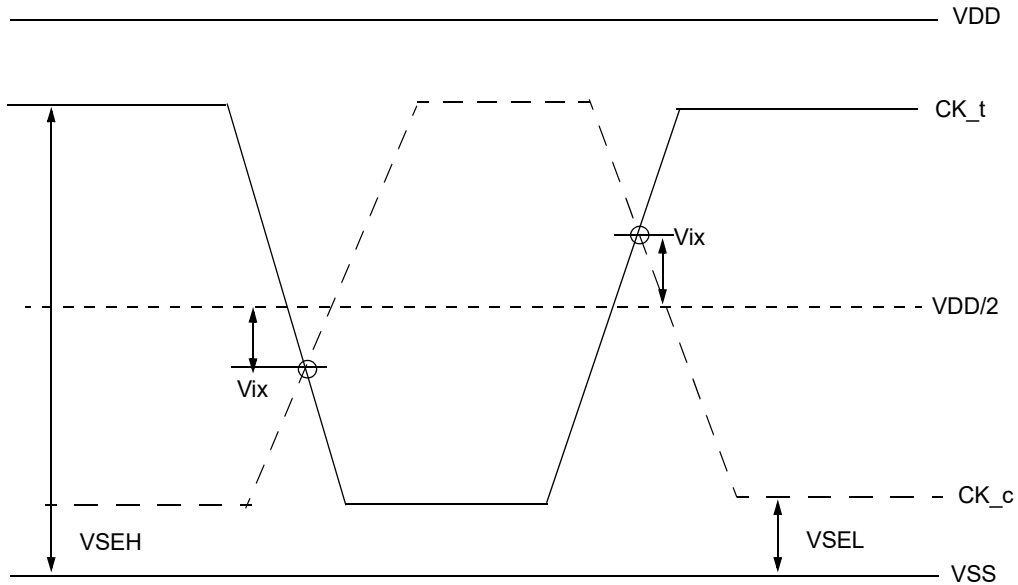 VDD
CK_t
Vix
VDD/2
Vix
CK_c
VSEH
VSEL
VSS